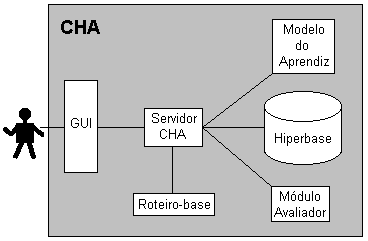 CHA
Modelo
do
Aprendiz
GUI
Servidor
CHA
Hiperbase
Roteiro-base
Módulo
Avaliador